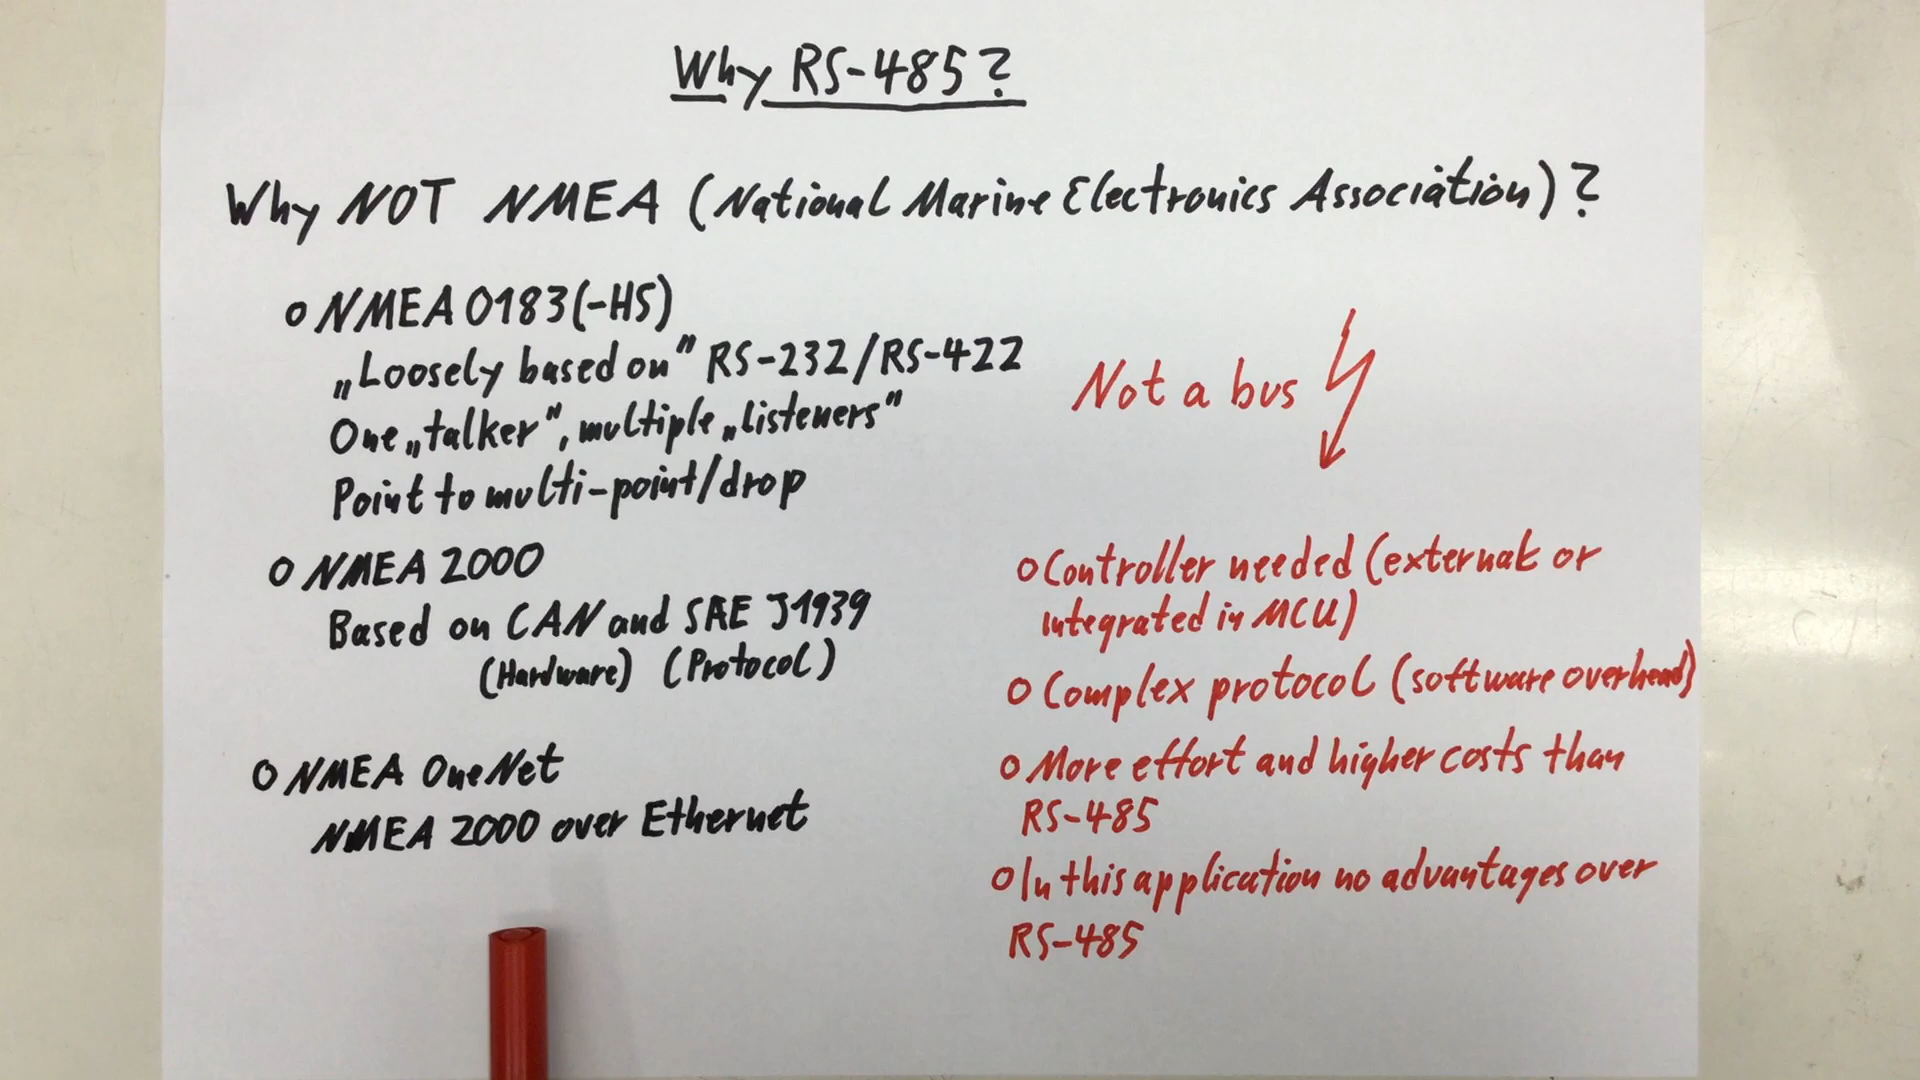 Why RS-485?
Why NOT NMEA (National Marine Electronics Association)?
o NMEA 0183(-HS)
„Loosely based on" RS-232/RS-422
One „talker", multiple „listeners"
Point to multi-point/drop
Not a bus
o NMEA 2000
Based on CAN and SAE J1939
(Hardware) (Protocol)
o Controller needed (external or
integrated in MCU)
o Complex protocol (software overhead)
o NMEA OneNet
NMEA 2000 over Ethernet
o More effort and higher costs than
RS-485
o In this application no advantages over
RS-485